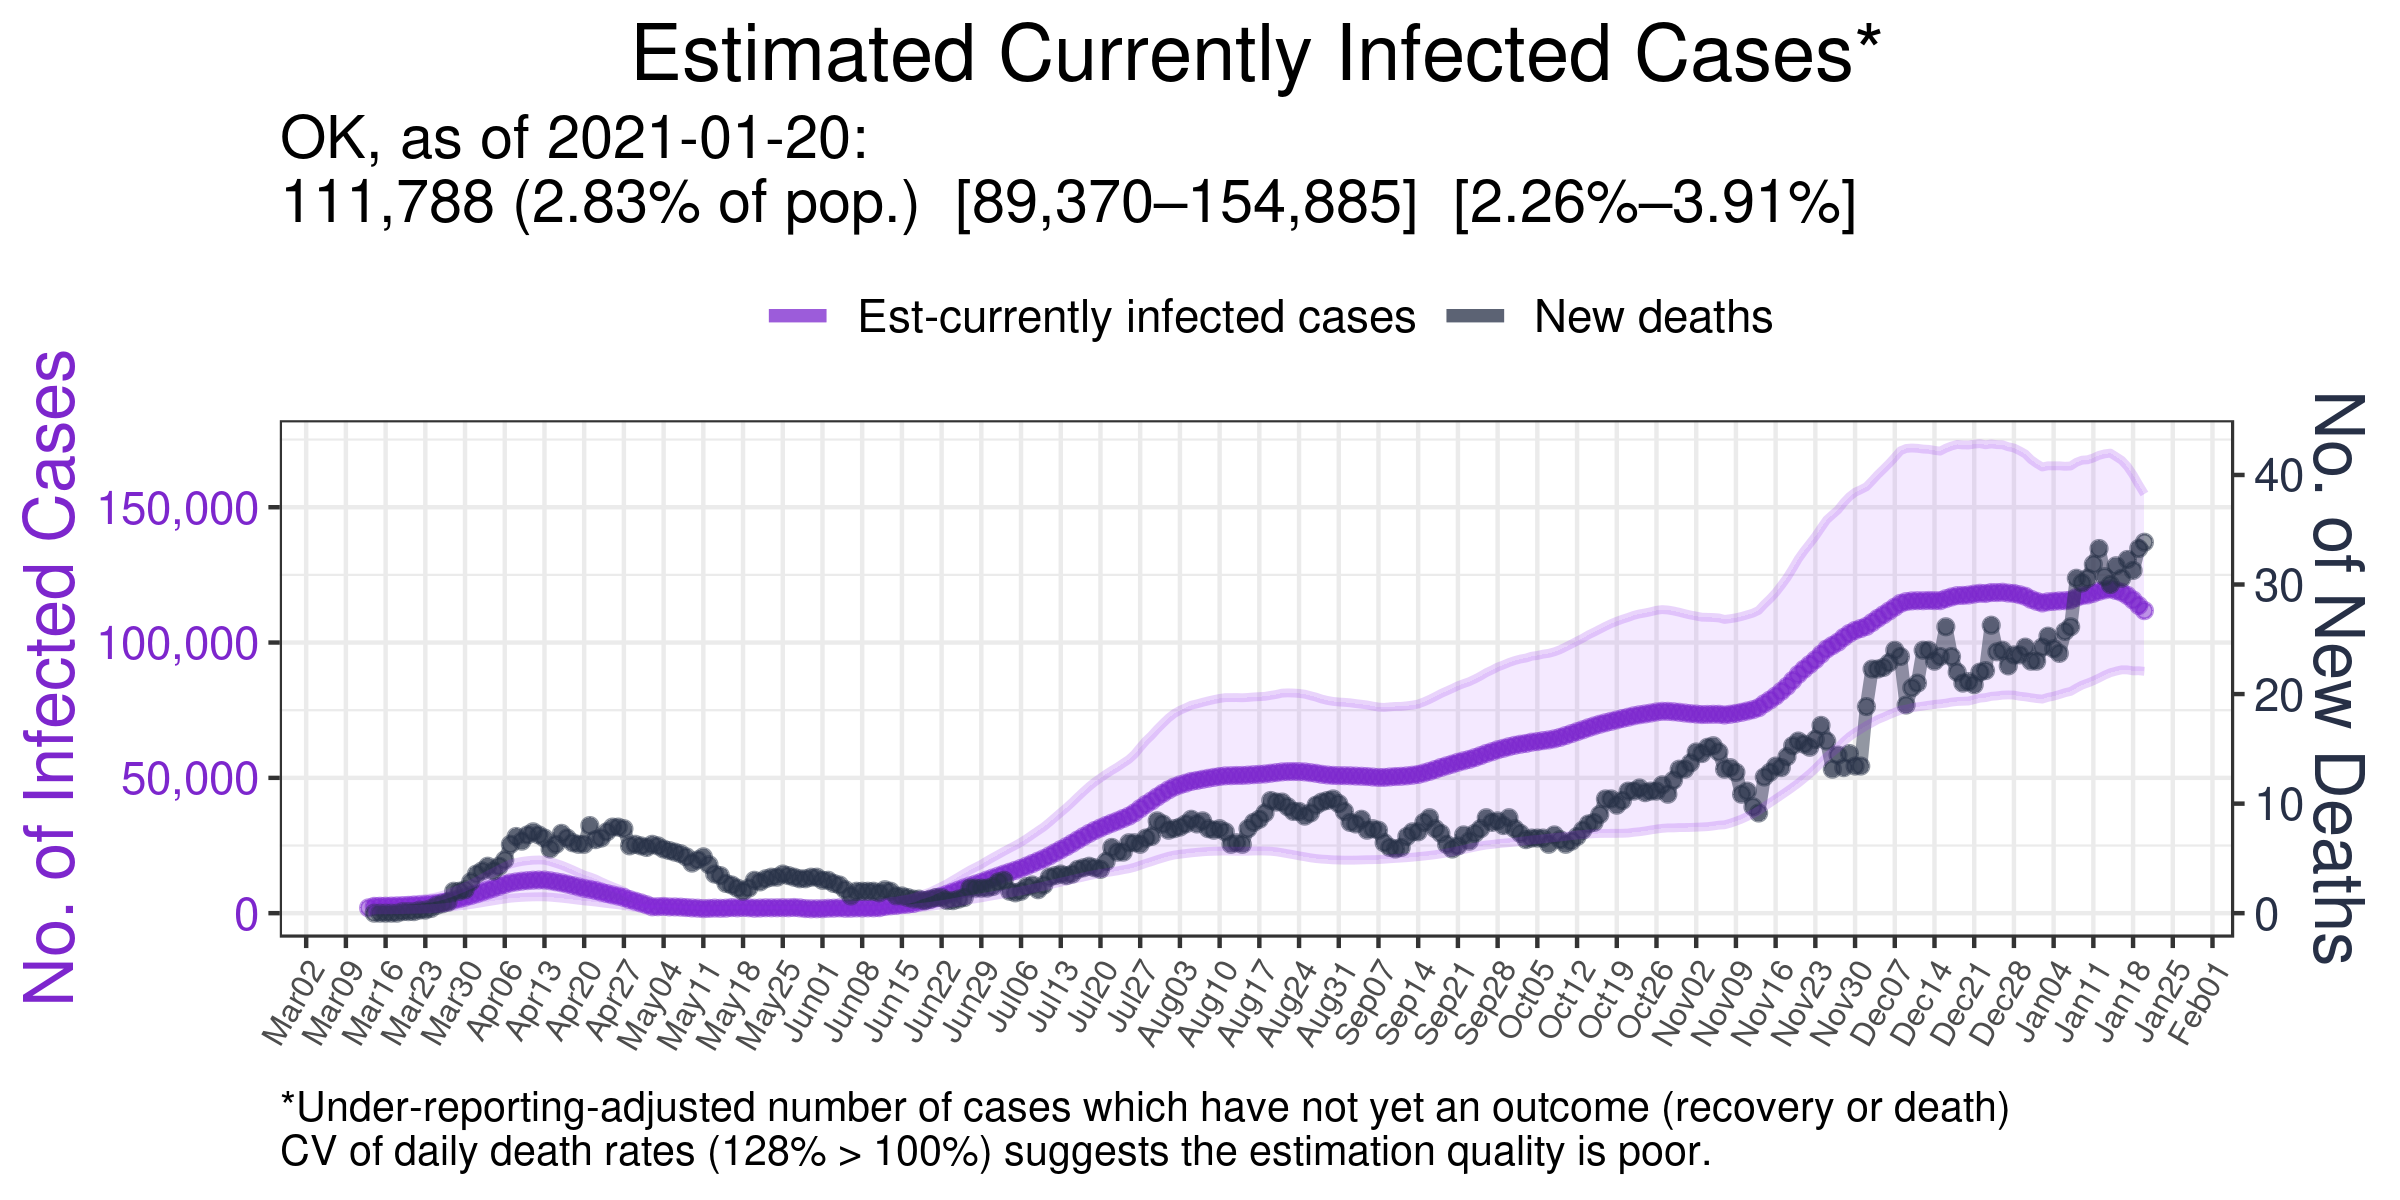 Estimated Currently Infected Cases*
OK, as of 2021-01-20:
111,788 (2.83% of pop.) [89,370–154,885] [2.26%–3.91%]
Est-currently infected cases New deaths
No. of Infected Cases
150,000
100,000
50,000
0
40
30
20
10
0
No. of New Deaths
Mar02 Mar09 Mar16 Mar23 Mar30 Apr06 Apr13 Apr20 Apr27 May04 May11 May18 May25 Jun01 Jun08 Jun15 Jun22 Jun29 Jul06 Jul13 Jul20 Jul27 Aug03 Aug10 Aug17 Aug24 Aug31 Sep07 Sep14 Sep21 Sep28 Oct05 Oct12 Oct19 Oct26 Nov02 Nov09 Nov16 Nov23 Nov30 Dec07 Dec14 Dec21 Dec28 Jan04 Jan11 Jan18 Jan25 Feb01
*Under-reporting-adjusted number of cases which have not yet an outcome (recovery or death)
CV of daily death rates (128% > 100%) suggests the estimation quality is poor.